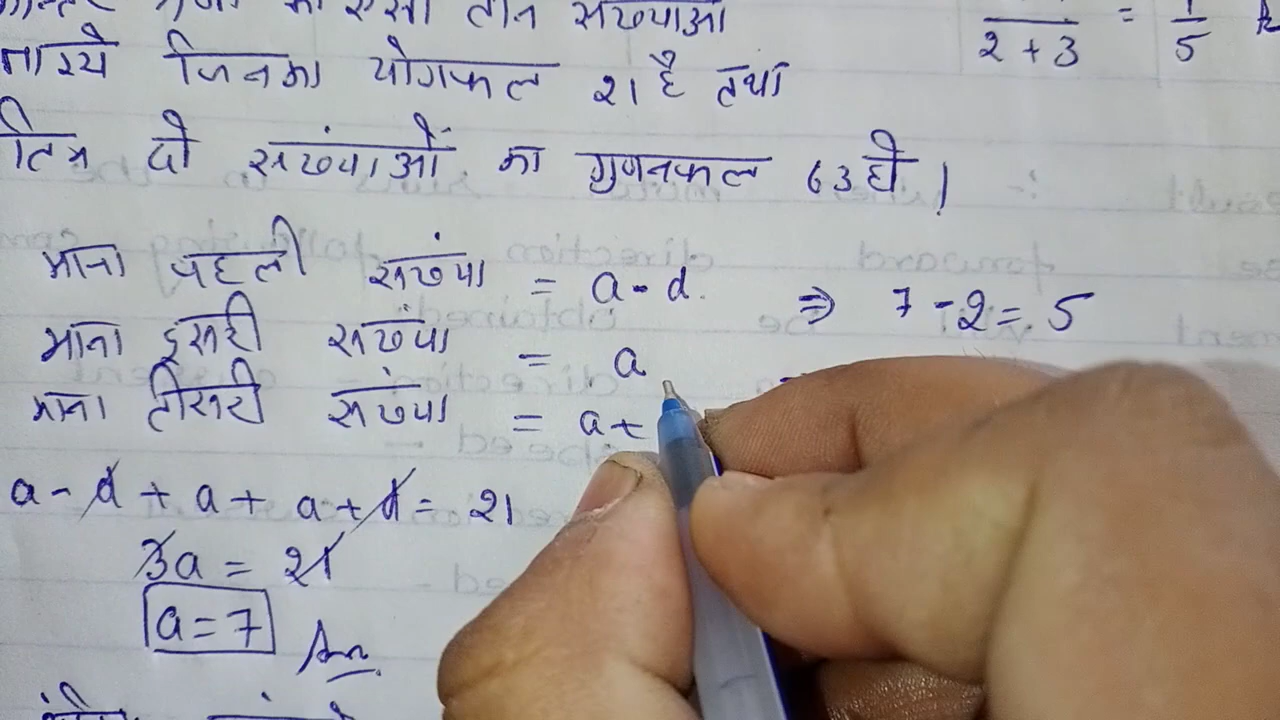 तीन संख्याओ
2 + 3 = 1/5
जिनका योगफल 21 है तथा
दो संख्याओं का गुणनफल 63 हो।
माना पहली संख्या = a - d. ⇒ 7 - 2 = 5
माना दूसरी संख्या = a
माना तीसरी संख्या = a +
a - d + a + a + d = 21
3a = 21
a = 7 Ans